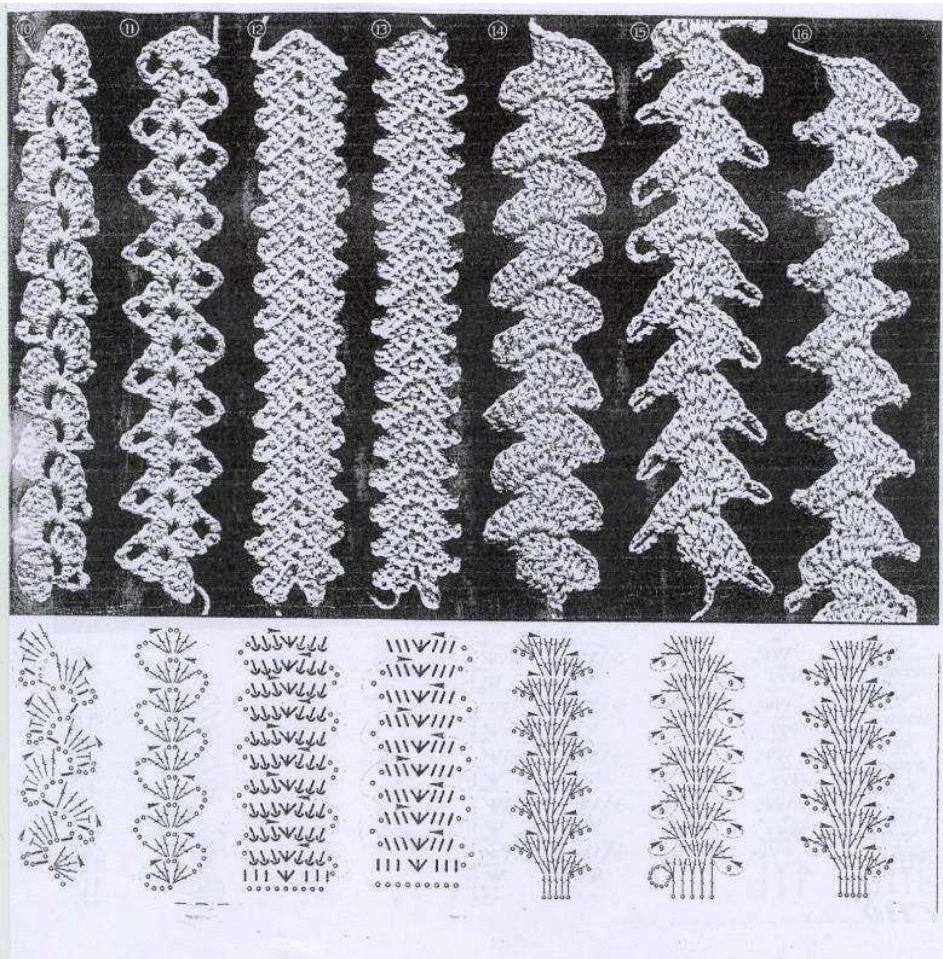 ⑩ ⑪ ⑫ ⑬ ⑭ ⑮ ⑯